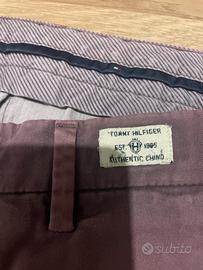 TOMMY HILFIGER
EST. H 1985
AUTHENTIC CHINO
subito